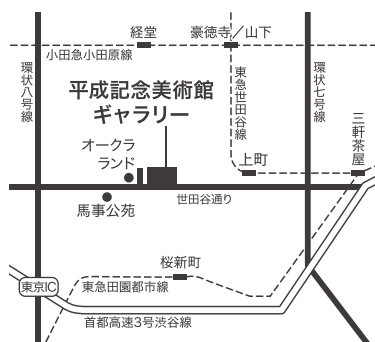 経堂
豪徳寺／山下
小田急小田原線
環状八号線
平成記念美術館
ギャラリー
東急世田谷線
環状七号線
三軒茶屋
オークラ
ランド
上町
世田谷通り
馬事公苑
桜新町
東京IC
東急田園都市線
首都高速3号渋谷線